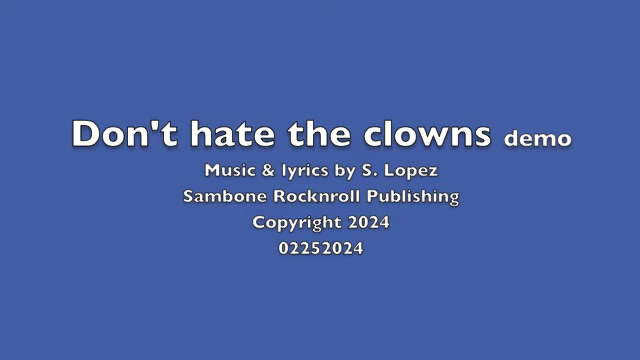 Don't hate the clowns demo
Music & lyrics by S. Lopez
Sambone Rocknroll Publishing
Copyright 2024
02252024